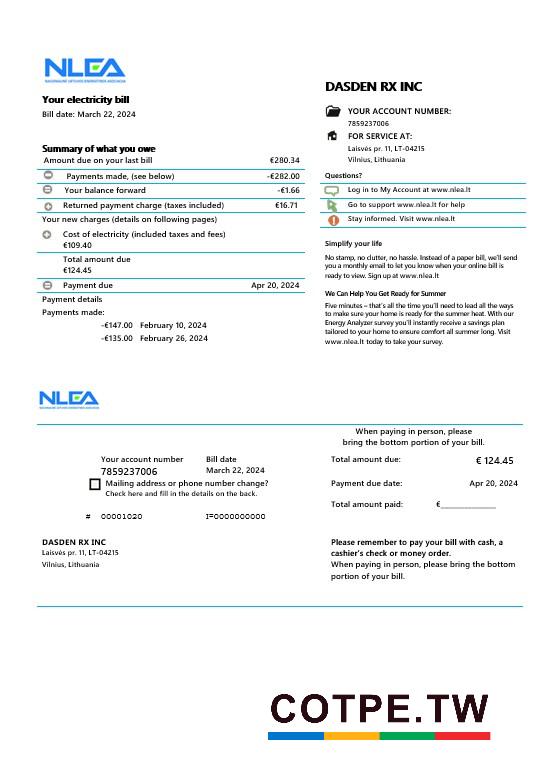 NLEA
Your electricity bill
Bill date: March 22, 2024
Summary of what you owe
Amount due on your last bill €280.34
Payments made, (see below) -€282.00
Your balance forward -€1.66
Returned payment charge (taxes included) €16.71
Your new charges (details on following pages)
Cost of electricity (included taxes and fees)
€109.40
Total amount due
€124.45
Payment due Apr 20, 2024
Payment details
Payments made:
-€147.00 February 10, 2024
-€135.00 February 26, 2024
DASDEN RX INC
YOUR ACCOUNT NUMBER:
7859237006
FOR SERVICE AT:
Laisvės pr. 11, LT-04215
Vilnius, Lithuania
Questions?
Log in to My Account at www.nlea.lt
Go to support www.nlea.lt for help
Stay informed. Visit www.nlea.lt
Simplify your life
No stamp, no clutter, no hassle. Instead of a paper bill, we'll send
you a monthly email to let you know when your online bill is
ready to view. Sign up at www.nlea.lt
We Can Help You Get Ready for Summer
Five minutes – that's all the time you'll need to lead all the ways
to make sure your home is ready for the summer heat. With our
Energy Analyzer survey you'll instantly receive a savings plan
tailored to your home to ensure comfort all summer long. Visit
www.nlea.lt today to take your survey.
NLEA
When paying in person, please
bring the bottom portion of your bill.
Your account number Bill date
7859237006 March 22, 2024
Mailing address or phone number change?
Check here and fill in the details on the back.
# 00001020 I=0000000000
Total amount due: € 124.45
Payment due date: Apr 20, 2024
Total amount paid: €_____________
DASDEN RX INC
Laisvės pr. 11, LT-04215
Vilnius, Lithuania
Please remember to pay your bill with cash, a
cashier's check or money order.
When paying in person, please bring the bottom
portion of your bill.
COTPE.TW